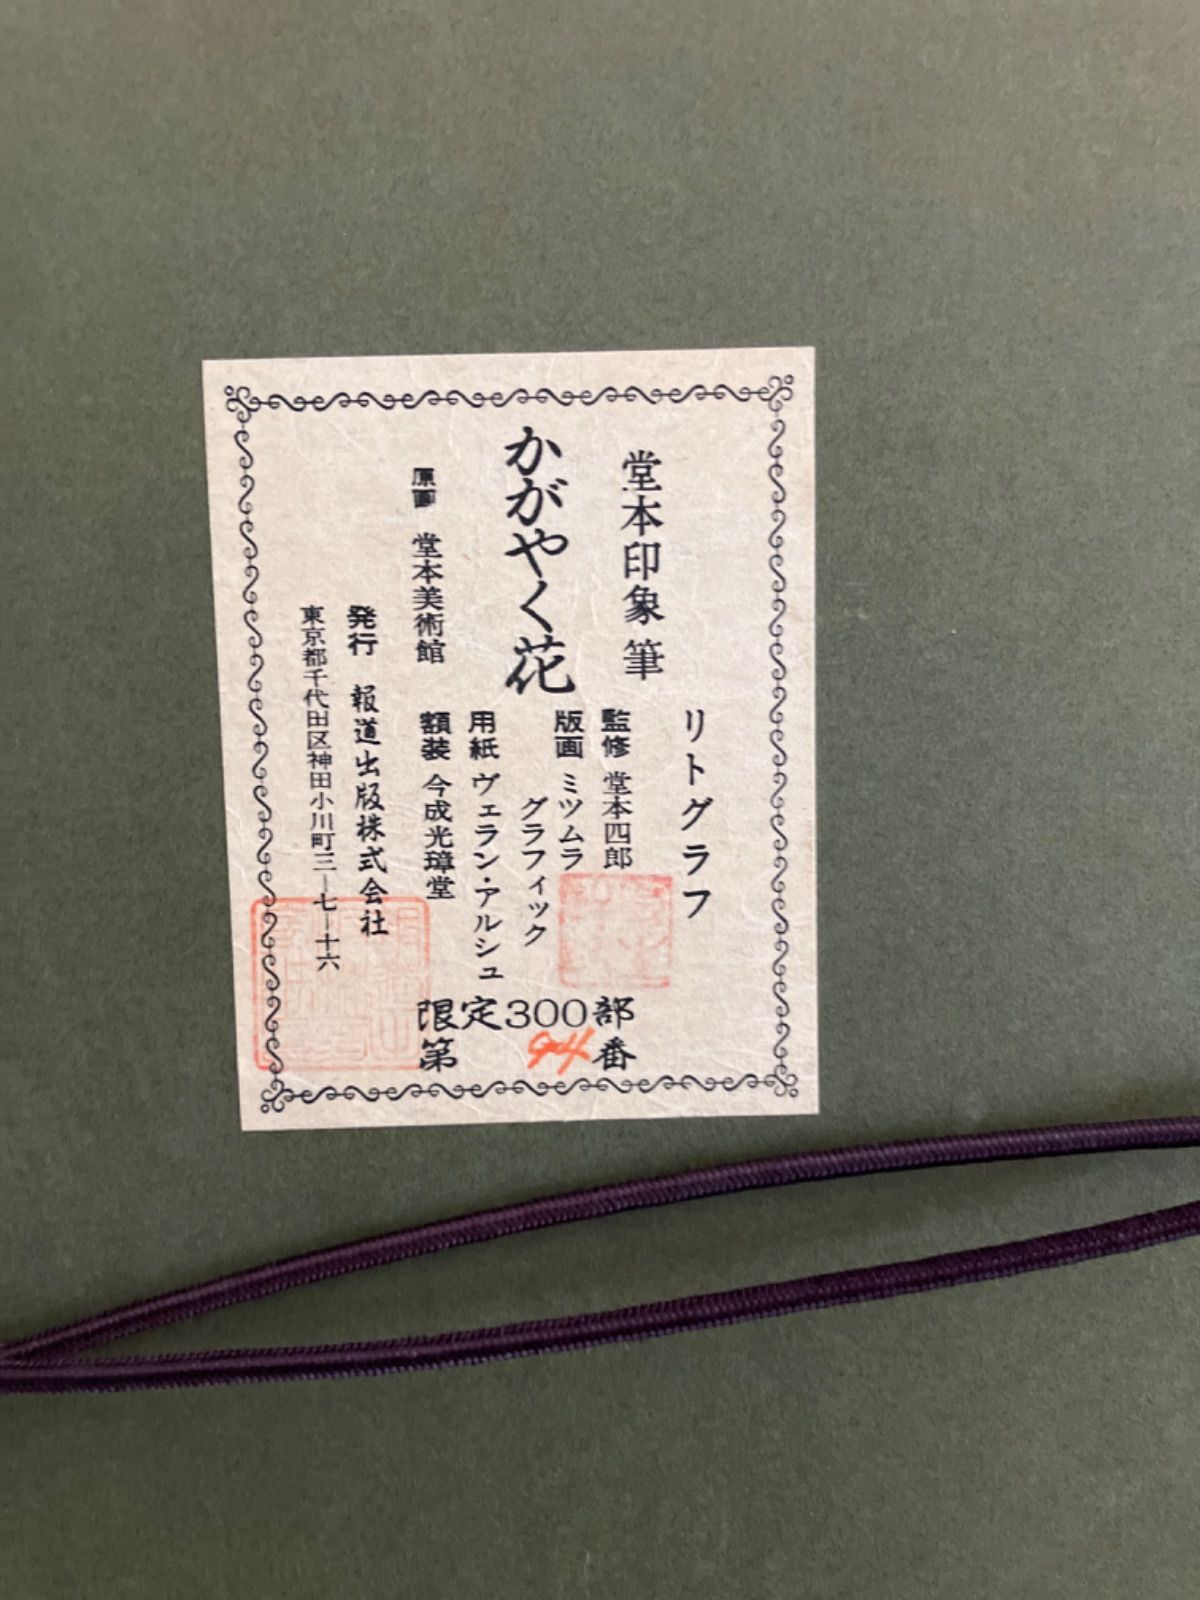 リトグラフ
堂本印象 筆
監修 堂本四郎
かがやく花
版画 ミツムラ
グラフィック
用紙 ヴェラン・アルシュ
原画 堂本美術館
額装 今成光璋堂
発行 報道出版株式会社
東京都千代田区神田小川町三ー七ー十六
限定300部
第 94 番